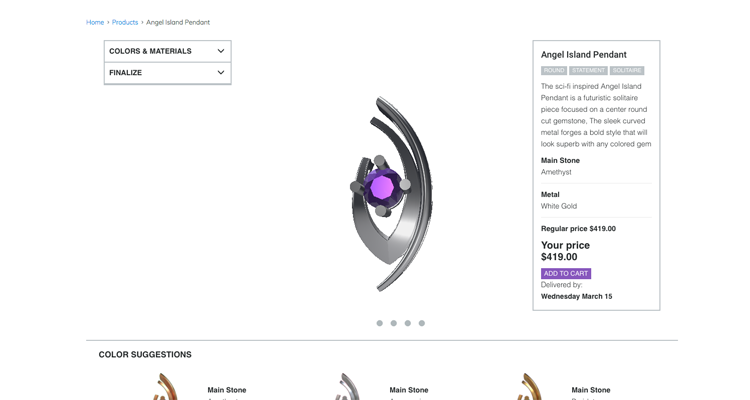 Home › Products › Angel Island Pendant
COLORS & MATERIALS
FINALIZE
Angel Island Pendant
ROUND STATEMENT SOLITAIRE
The sci-fi inspired Angel Island
Pendant is a futuristic solitaire
piece focused on a center round
cut gemstone, The sleek curved
metal forges a bold style that will
look superb with any colored gem
Main Stone
Amethyst
Metal
White Gold
Regular price $419.00
Your price
$419.00
ADD TO CART
Delivered by:
Wednesday March 15
COLOR SUGGESTIONS
Main Stone
Main Stone
Main Stone